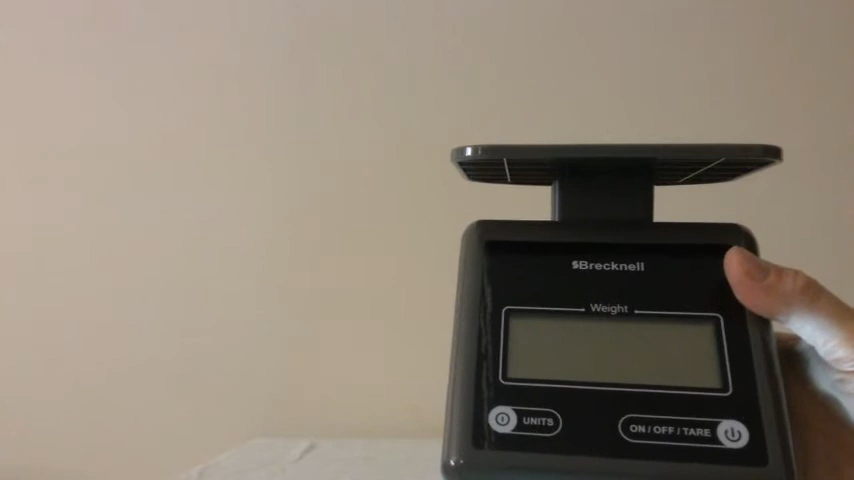 Brecknell
Weight
UNITS
ON / OFF / TARE